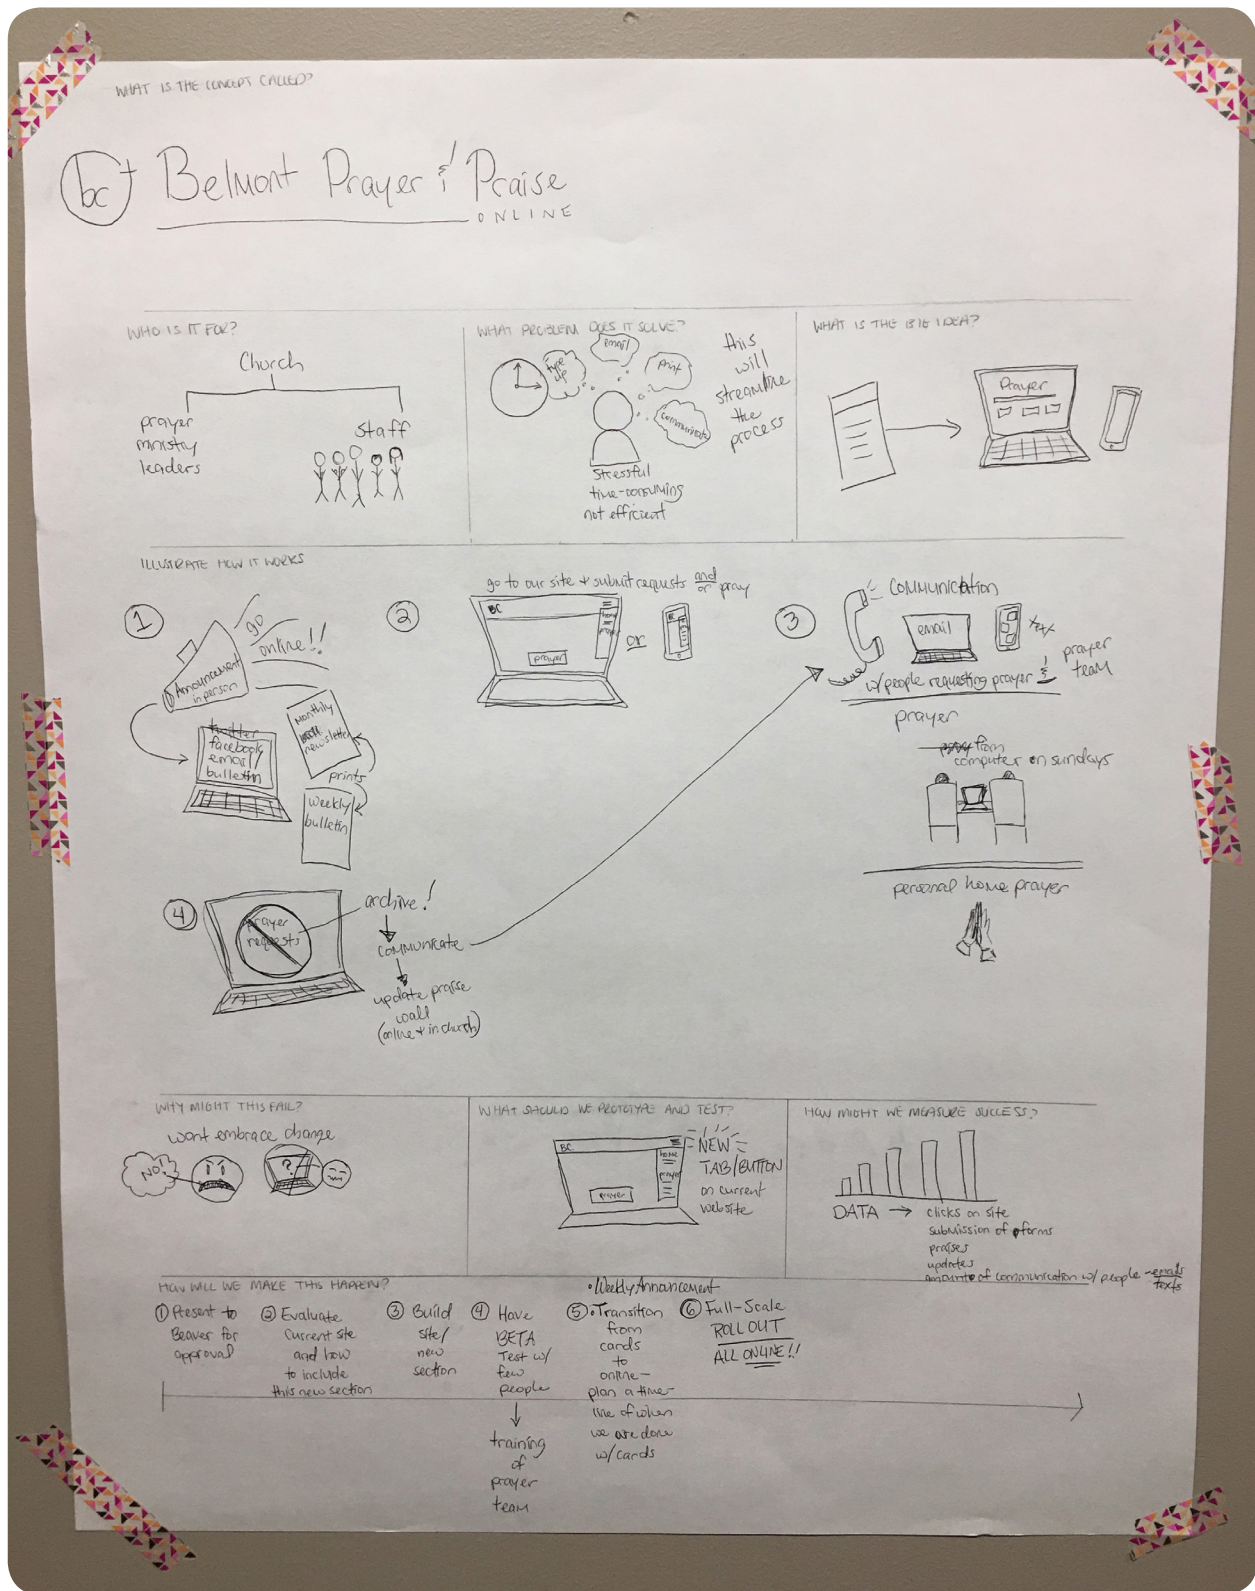 WHAT IS THE CONCEPT CALLED?
bc
Belmont Prayer & Praise
ONLINE
WHO IS IT FOR?
Church
prayer
ministry
leaders
staff
WHAT PROBLEM DOES IT SOLVE?
type
up
email
print
communicate
this
will
streamline
the
process
stressful
time-consuming
not efficient
WHAT IS THE BIG IDEA?
Prayer
ILLUSTRATE HOW IT WORKS
1
go
online!!
Announcement
in person
twitter
facebook
email/
bulletin
Monthly
newsletter
prints
weekly
bulletin
2
go to our site + submit requests and
or pray
BC
home
prayer
prayer
or
3
COMMUNICATION
email
text
w/people requesting prayer &
prayer
team
prayer
from
computer on sundays
personal home prayer
4
prayer
requests
archive!
communicate
update praise
wall
(online + in church)
WHY MIGHT THIS FAIL?
wont embrace change
NO!
?
WHAT SHOULD WE PROTOTYPE AND TEST?
BC
home
prayer
prayer
NEW
TAB/BUTTON
on current
website
HOW MIGHT WE MEASURE SUCCESS?
DATA → clicks on site
submission of forms
praises
updates
amounts of communication w/ people - emails
texts
HOW WILL WE MAKE THIS HAPPEN?
1 Present to
Beaver for
approval
2 Evaluate
current site
and how
to include
this new section
3 Build
site/
new
section
4 Have
BETA
Test w/
few
people
training
of
prayer
team
• Weekly Announcement
5 • Transition
from
cards
to
online-
plan a time-
line of when
we are done
w/cards
6 Full-Scale
ROLL OUT
ALL ONLINE!!